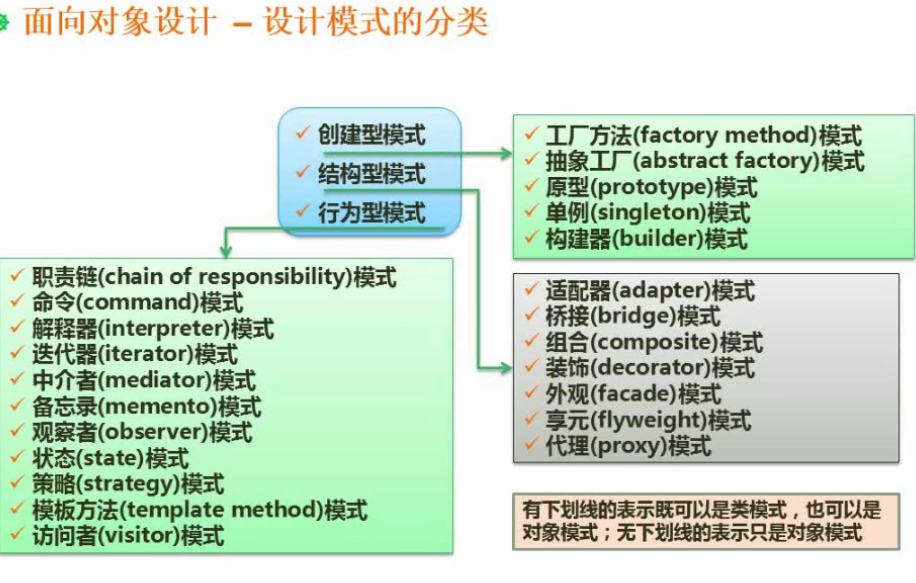 面向对象设计 – 设计模式的分类
创建型模式
结构型模式
行为型模式
工厂方法(factory method)模式
抽象工厂(abstract factory)模式
原型(prototype)模式
单例(singleton)模式
构建器(builder)模式
职责链(chain of responsibility)模式
命令(command)模式
解释器(interpreter)模式
迭代器(iterator)模式
中介者(mediator)模式
备忘录(memento)模式
观察者(observer)模式
状态(state)模式
策略(strategy)模式
模板方法(template method)模式
访问者(visitor)模式
适配器(adapter)模式
桥接(bridge)模式
组合(composite)模式
装饰(decorator)模式
外观(facade)模式
享元(flyweight)模式
代理(proxy)模式
有下划线的表示既可以是类模式，也可以是
对象模式；无下划线的表示只是对象模式